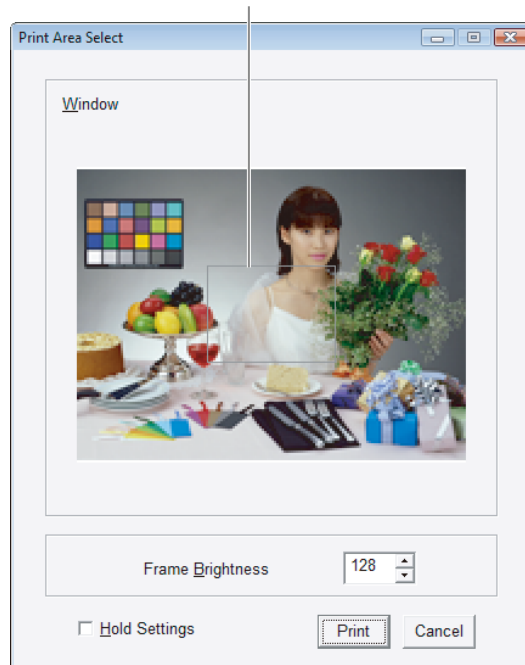 Print Area Select
Window
Frame Brightness
128
Hold Settings
Print
Cancel